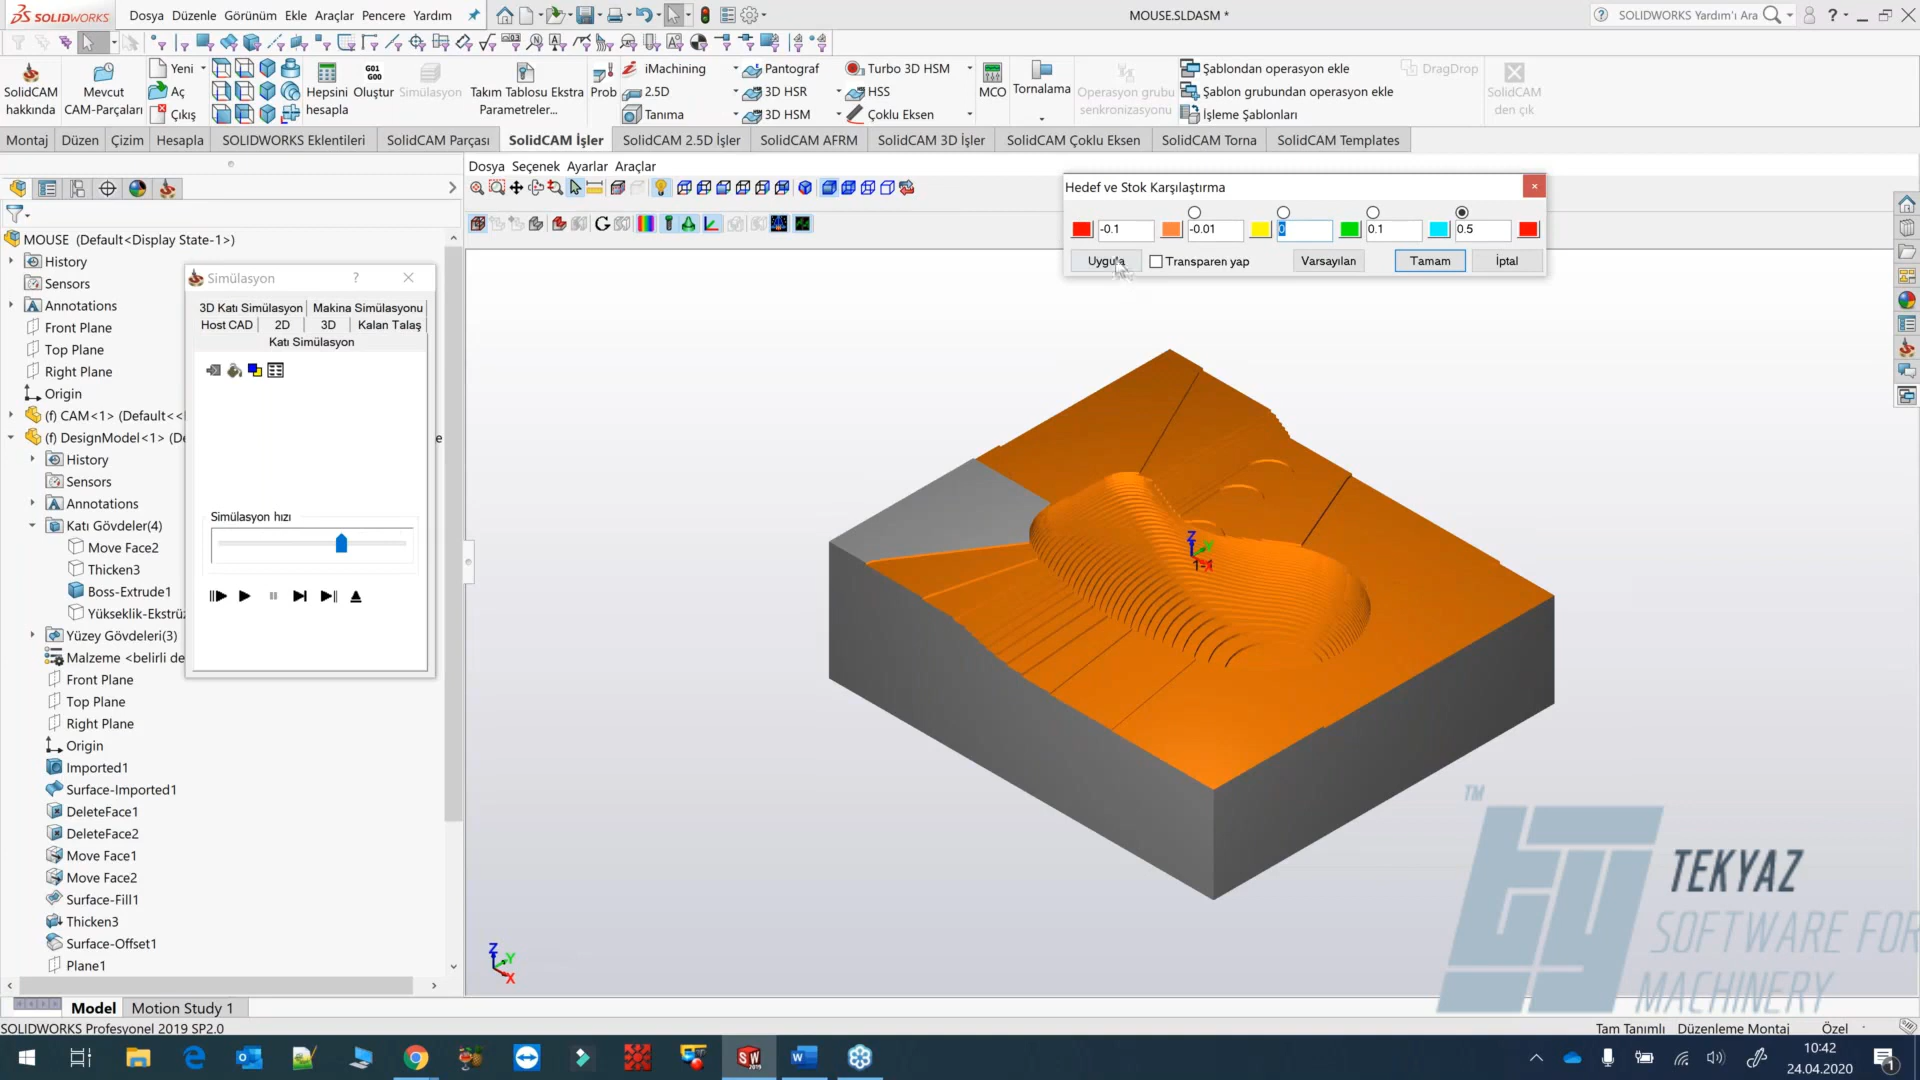 SOLIDWORKS
Dosya Düzenle Görünüm Ekle Araçlar Pencere Yardım
MOUSE.SLDASM *
SOLIDWORKS Yardım'ı Ara
SolidCAM hakkında
Mevcut CAM-Parçaları
Yeni
Aç
Çıkış
Hepsini hesapla
G01 G00
Oluştur
Simülasyon
Takım Tablosu Ekstra Parametreler...
Prob
iMachining
2.5D
Tanıma
Pantograf
3D HSR
3D HSM
Turbo 3D HSM
HSS
Çoklu Eksen
MCO
Tornalama
Operasyon grubu senkronizasyonu
Şablondan operasyon ekle
Şablon grubundan operasyon ekle
İşleme Şablonları
DragDrop
SolidCAM den çık
Montaj Düzen Çizim Hesapla SOLIDWORKS Eklentileri SolidCAM Parçası SolidCAM İşler SolidCAM 2.5D İşler SolidCAM AFRM SolidCAM 3D İşler SolidCAM Çoklu Eksen SolidCAM Torna SolidCAM Templates
Dosya Seçenek Ayarlar Araçlar
Hedef ve Stok Karşılaştırma
-0.1 -0.01 0 0.1 0.5
Uygula Transparen yap Varsayılan Tamam İptal
MOUSE (Default<Display State-1>)
History
Sensors
Annotations
Front Plane
Top Plane
Right Plane
Origin
(f) CAM<1> (Default<<
(f) DesignModel<1> (De
History
Sensors
Annotations
Katı Gövdeler(4)
Move Face2
Thicken3
Boss-Extrude1
Yükseklik-Ekstrüz
Yüzey Gövdeleri(3)
Malzeme <belirli de
Front Plane
Top Plane
Right Plane
Origin
Imported1
Surface-Imported1
DeleteFace1
DeleteFace2
Move Face1
Move Face2
Surface-Fill1
Thicken3
Surface-Offset1
Plane1
Simülasyon
3D Katı Simülasyon Makina Simülasyonu
Host CAD 2D 3D Kalan Talaş
Katı Simülasyon
Simülasyon hızı
Z Y X
1-1
Z Y X
TM
TEKYAZ
SOFTWARE FOR
MACHINERY
Model Motion Study 1
SOLIDWORKS Profesyonel 2019 SP2.0
Tam Tanımlı Düzenleme Montaj Özel
10:42
24.04.2020
1